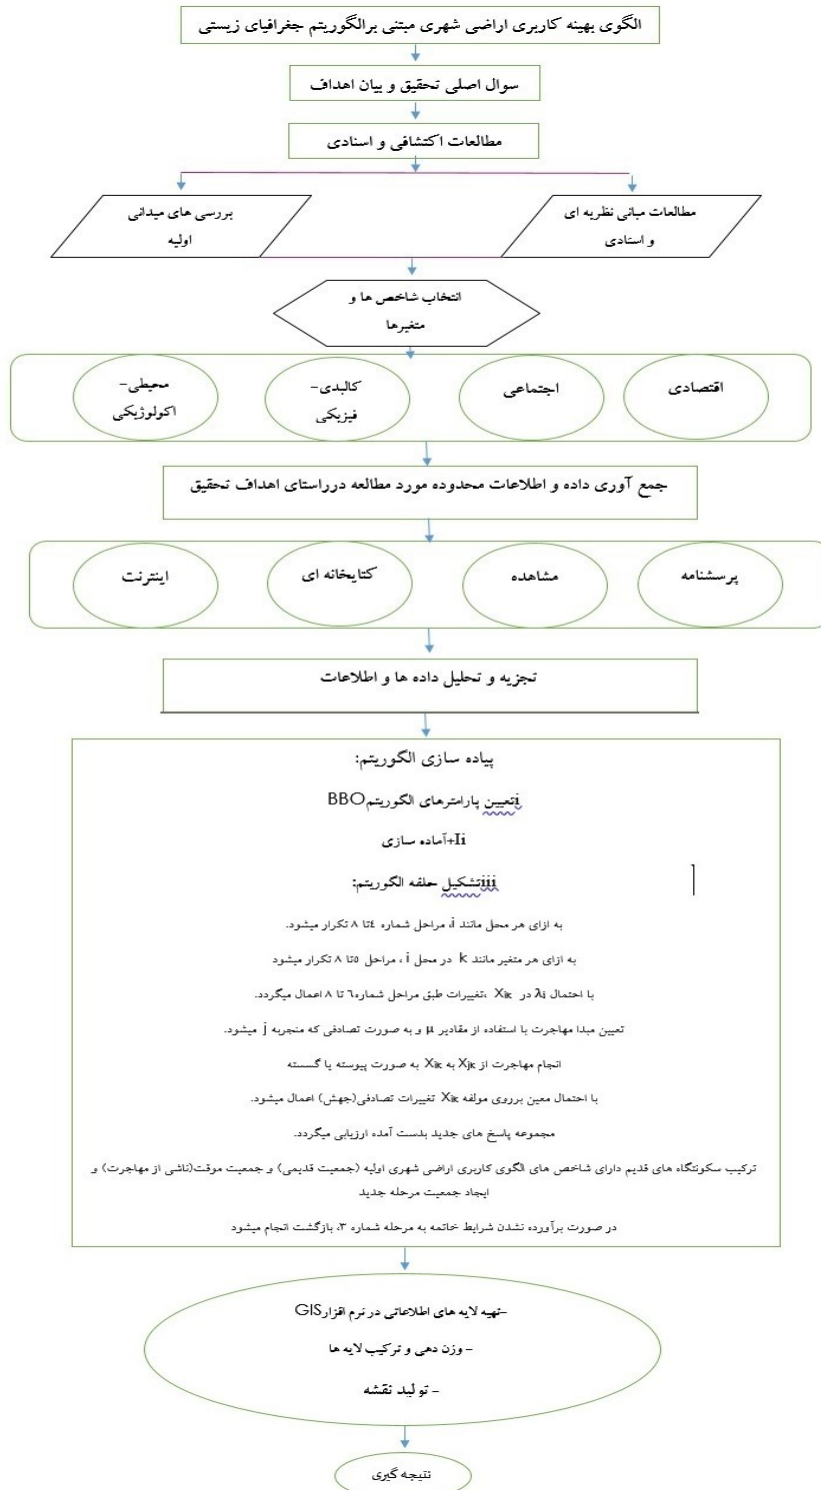 الگوی بهینه کاربری اراضی شهری مبتنی برالگوریتم جغرافیای زیستی
سوال اصلی تحقیق و بیان اهداف
مطالعات اکتشافی و اسنادی
مطالعات مبانی نظریه ای
و اسنادی
بررسی های میدانی
اولیه
انتخاب شاخص ها و
متغیرها
اقتصادی
اجتماعی
کالبدی-
فیزیکی
محیطی-
اکولوژیکی
جمع آوری داده و اطلاعات محدوده مورد مطالعه درراستای اهداف تحقیق
پرسشنامه
مشاهده
کتابخانه ای
اینترنت
تجزیه و تحلیل داده ها و اطلاعات
پیاده سازی الگوریتم:
iتعیین پارامترهای الگوریتمBBO
Ii+آماده سازی
iiiتشکیل حلقه الگوریتم:
به ازای هر محل مانند i، مراحل شماره ٤تا ٨ تکرار میشود.
به ازای هر متغیر مانند k در محل i ، مراحل ٥تا ٨ تکرار میشود
با احتمال λi در Xik ،تغییرات طبق مراحل شماره٦ تا ٨ اعمال میگردد.
تعیین مبدا مهاجرت با استفاده از مقادیر µ و به صورت تصادفی که منجربه j میشود.
انجام مهاجرت از Xjk به Xik به صورت پیوسته یا گسسته
با احتمال معین برروی مولفه Xik تغییرات تصادفی(جهش) اعمال میشود.
مجموعه پاسخ های جدید بدست آمده ارزیابی میگردد.
ترکیب سکونتگاه های قدیم دارای شاخص های الگوی کاربری اراضی شهری اولیه (جمعیت قدیمی) و جمعیت موقت(ناشی از مهاجرت) و
ایجاد جمعیت مرحله جدید
در صورت برآورده نشدن شرایط خاتمه به مرحله شماره ٣، بازگشت انجام میشود
-تهیه لایه های اطلاعاتی در نرم افزارGIS
- وزن دهی و ترکیب لایه ها
- تولید نقشه
نتیجه گیری